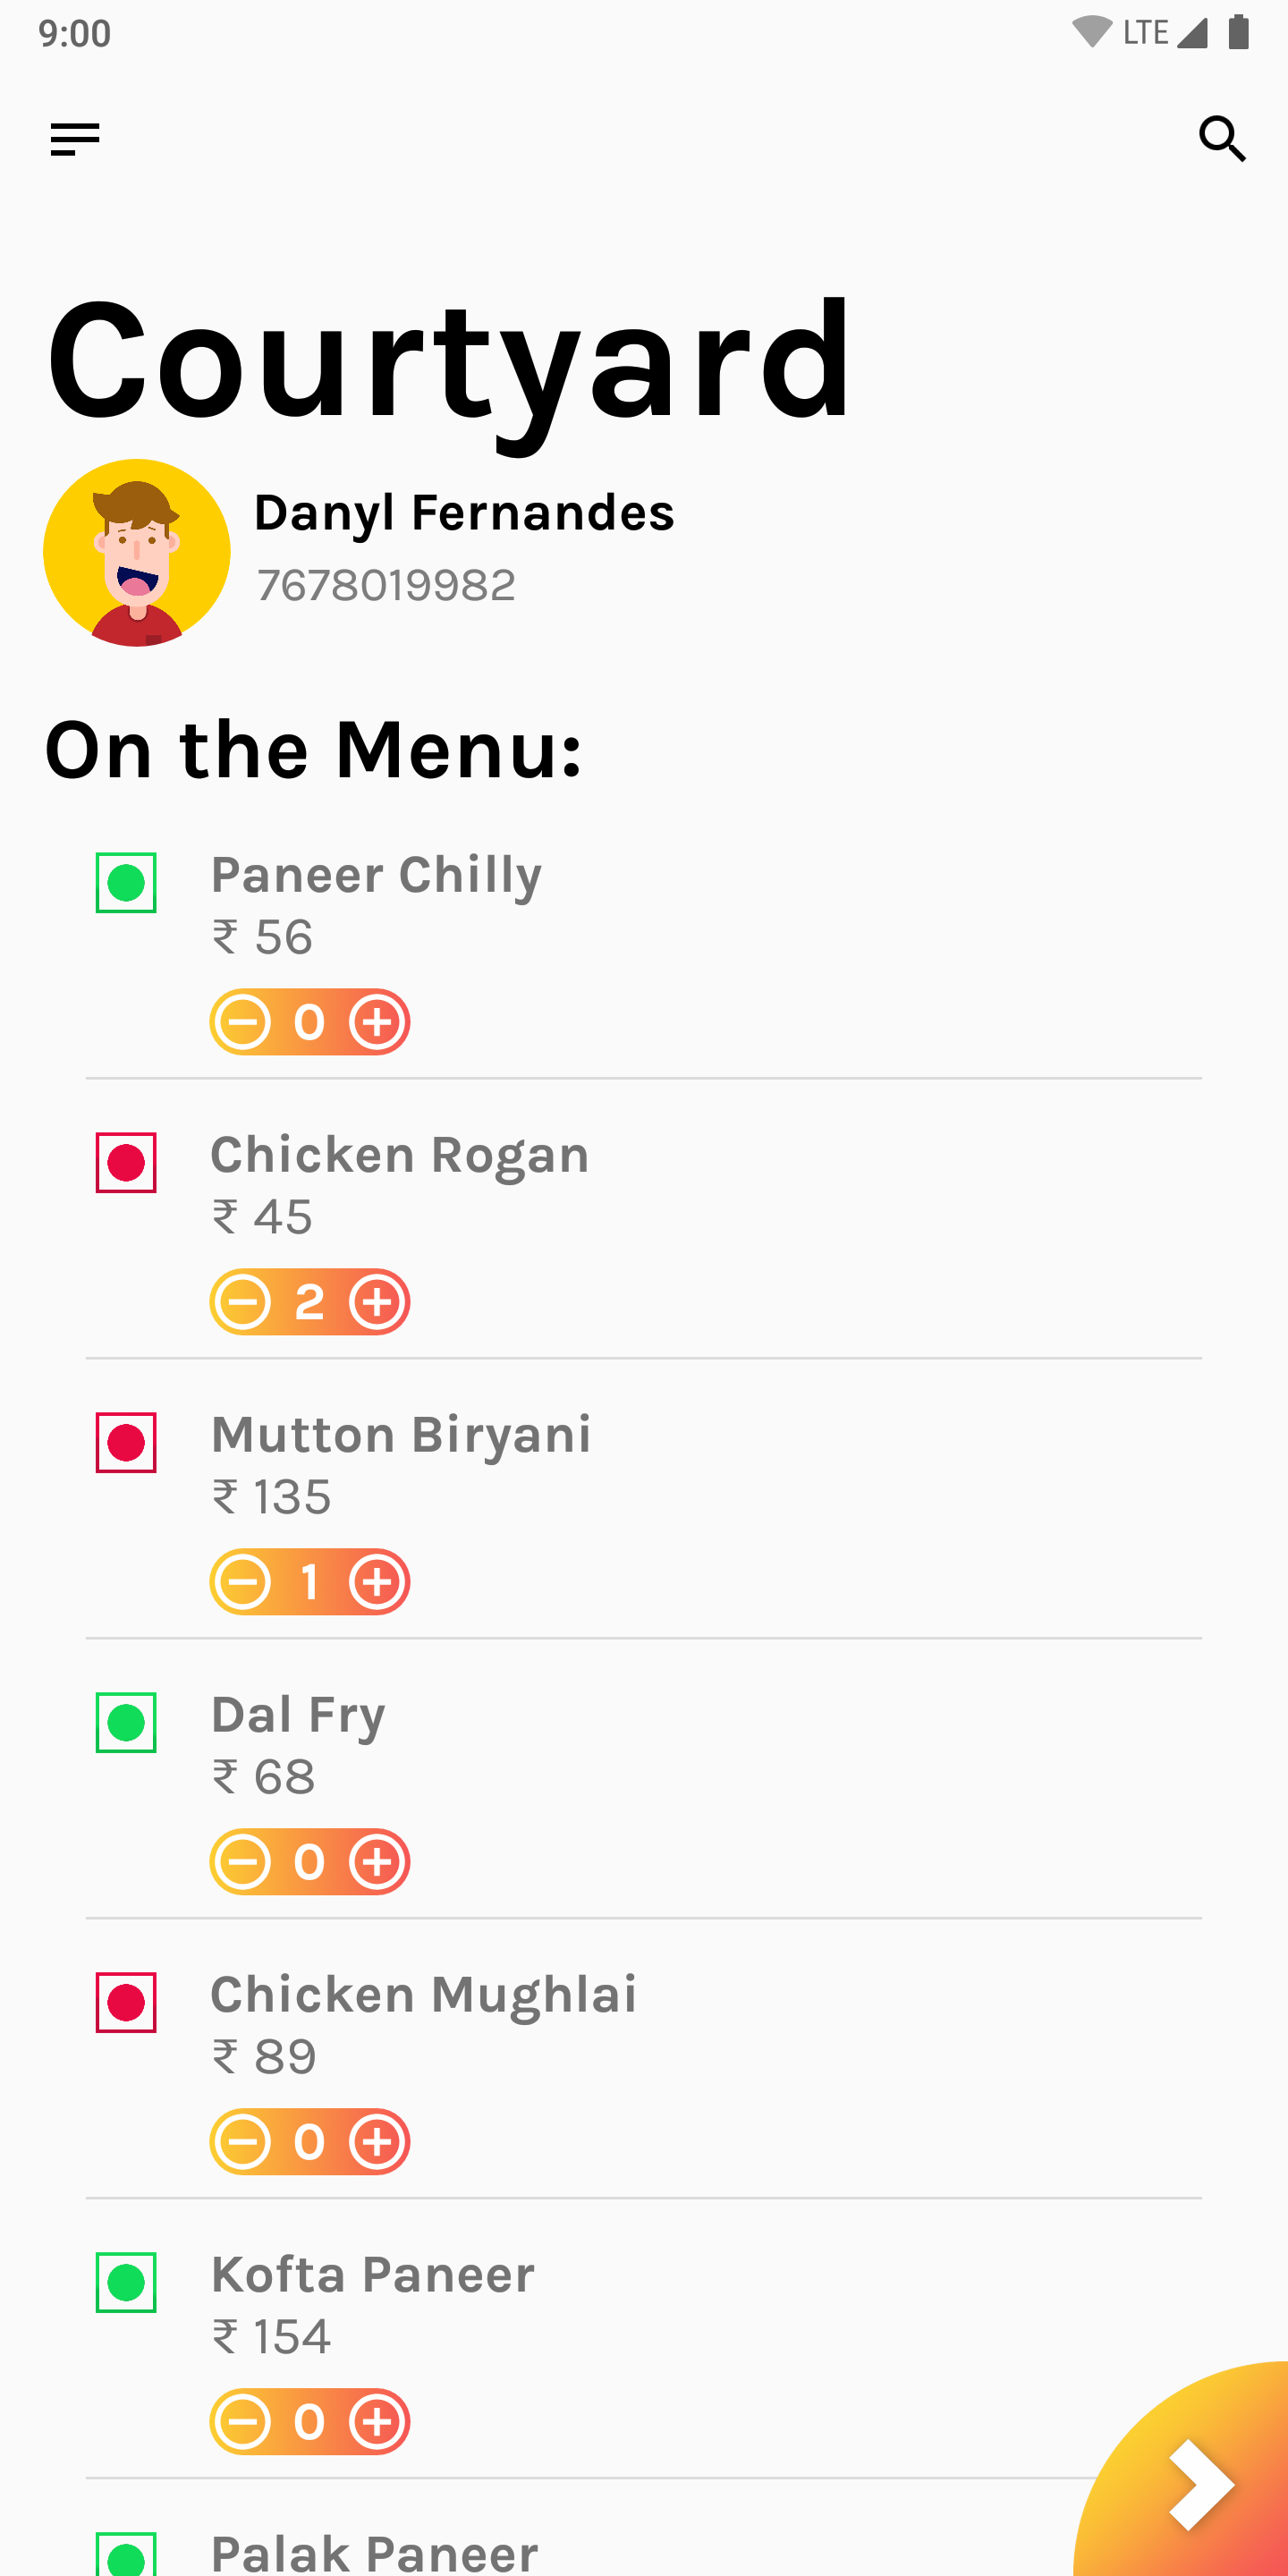 9:00 LTE
Courtyard
Danyl Fernandes
7678019982
On the Menu:
Paneer Chilly
₹ 56
0
Chicken Rogan
₹ 45
2
Mutton Biryani
₹ 135
1
Dal Fry
₹ 68
0
Chicken Mughlai
₹ 89
0
Kofta Paneer
₹ 154
0
Palak Paneer